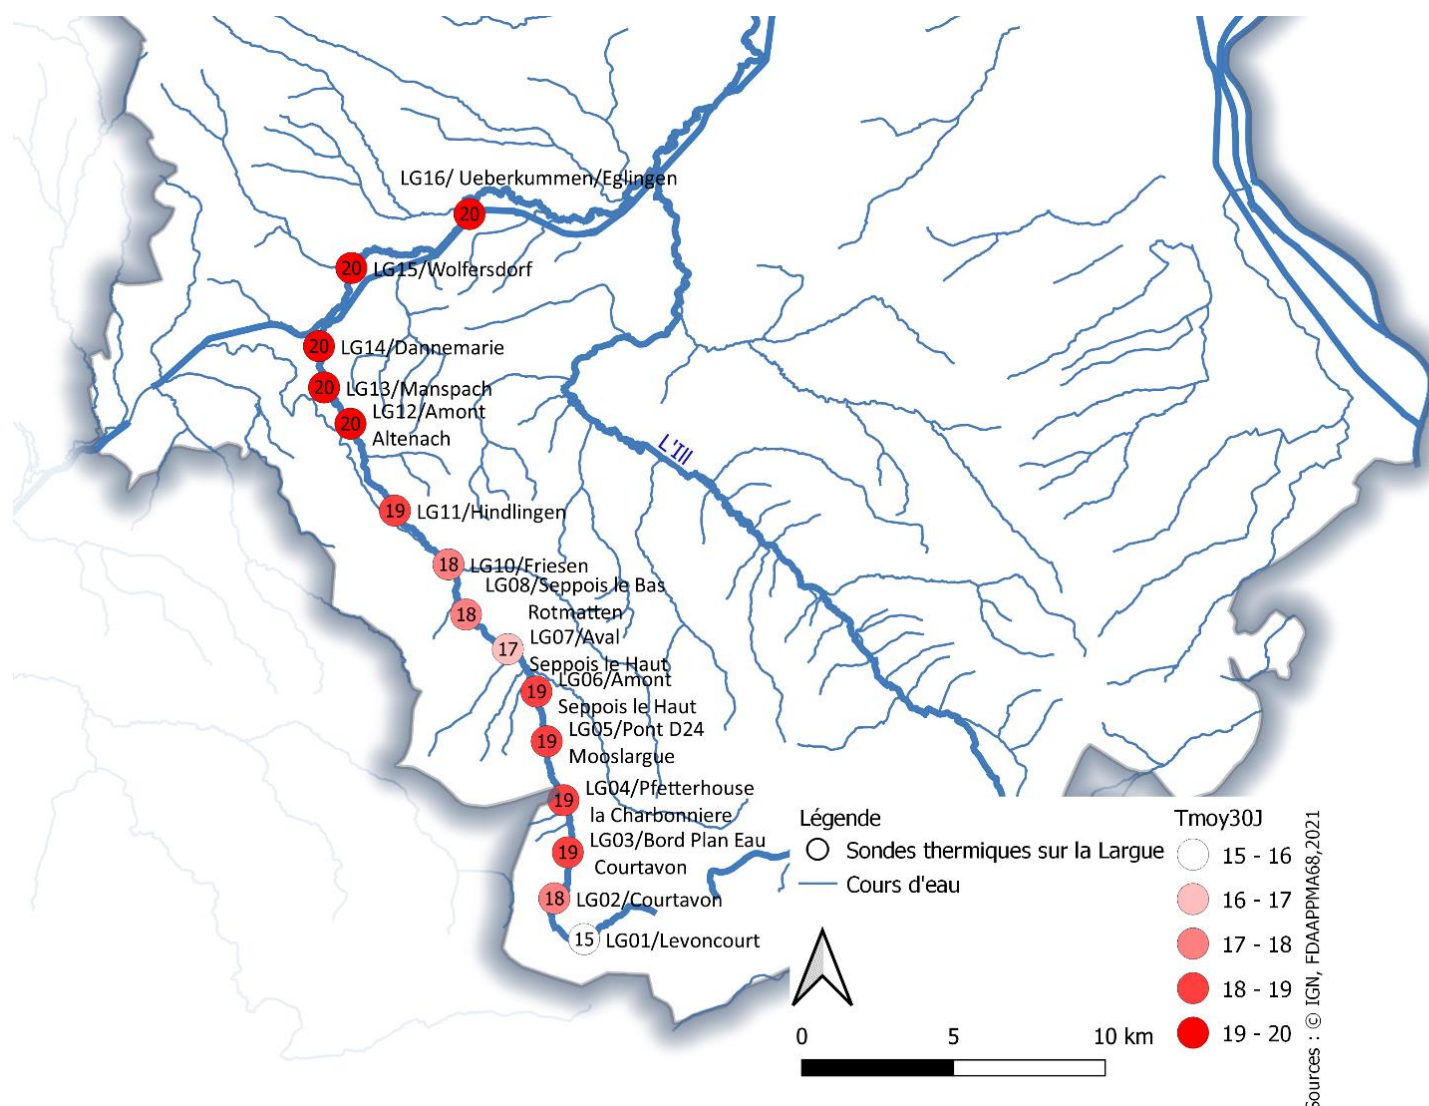 LG16/ Ueberkummen/Eglingen
20
20
LG15/Wolfersdorf
20
LG14/Dannemarie
20
LG13/Manspach
LG12/Amont
20
Altenach
L'Ill
19
LG11/Hindlingen
18
LG10/Friesen
LG08/Seppois le Bas
18
Rotmatten
LG07/Aval
17
Seppois le Haut
LG06/Amont
19
Seppois le Haut
LG05/Pont D24
19
Mooslargue
LG04/Pfetterhouse
19
la Charbonniere
LG03/Bord Plan Eau
19
Courtavon
18
LG02/Courtavon
15
LG01/Levoncourt
Légende
Sondes thermiques sur la Largue
Cours d'eau
0 5 10 km
Tmoy30J
15 - 16
16 - 17
17 - 18
18 - 19
19 - 20
Sources : © IGN, FDAAPPMA68,2021